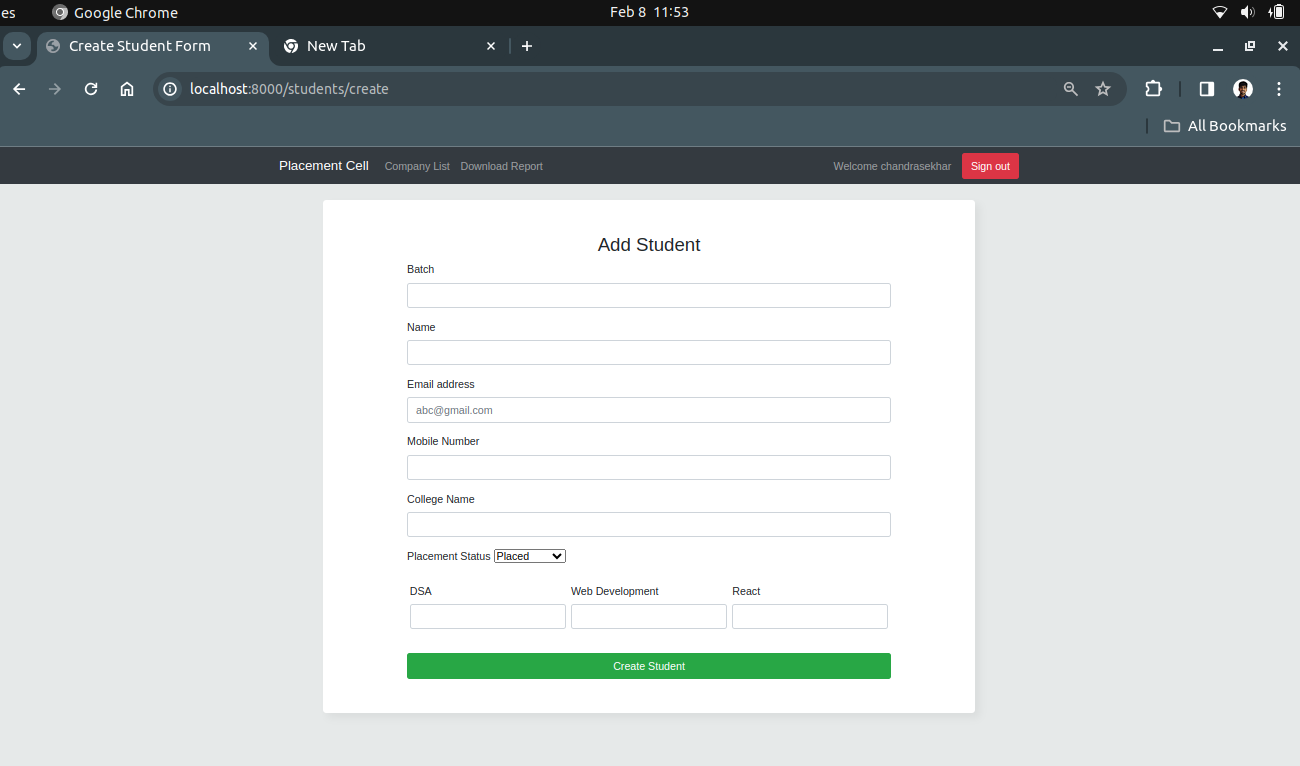 es Google Chrome Feb 8 11:53
Create Student Form New Tab
localhost:8000/students/create
All Bookmarks
Placement Cell Company List Download Report Welcome chandrasekhar Sign out
Add Student
Batch
Name
Email address
abc@gmail.com
Mobile Number
College Name
Placement Status Placed
DSA Web Development React
Create Student